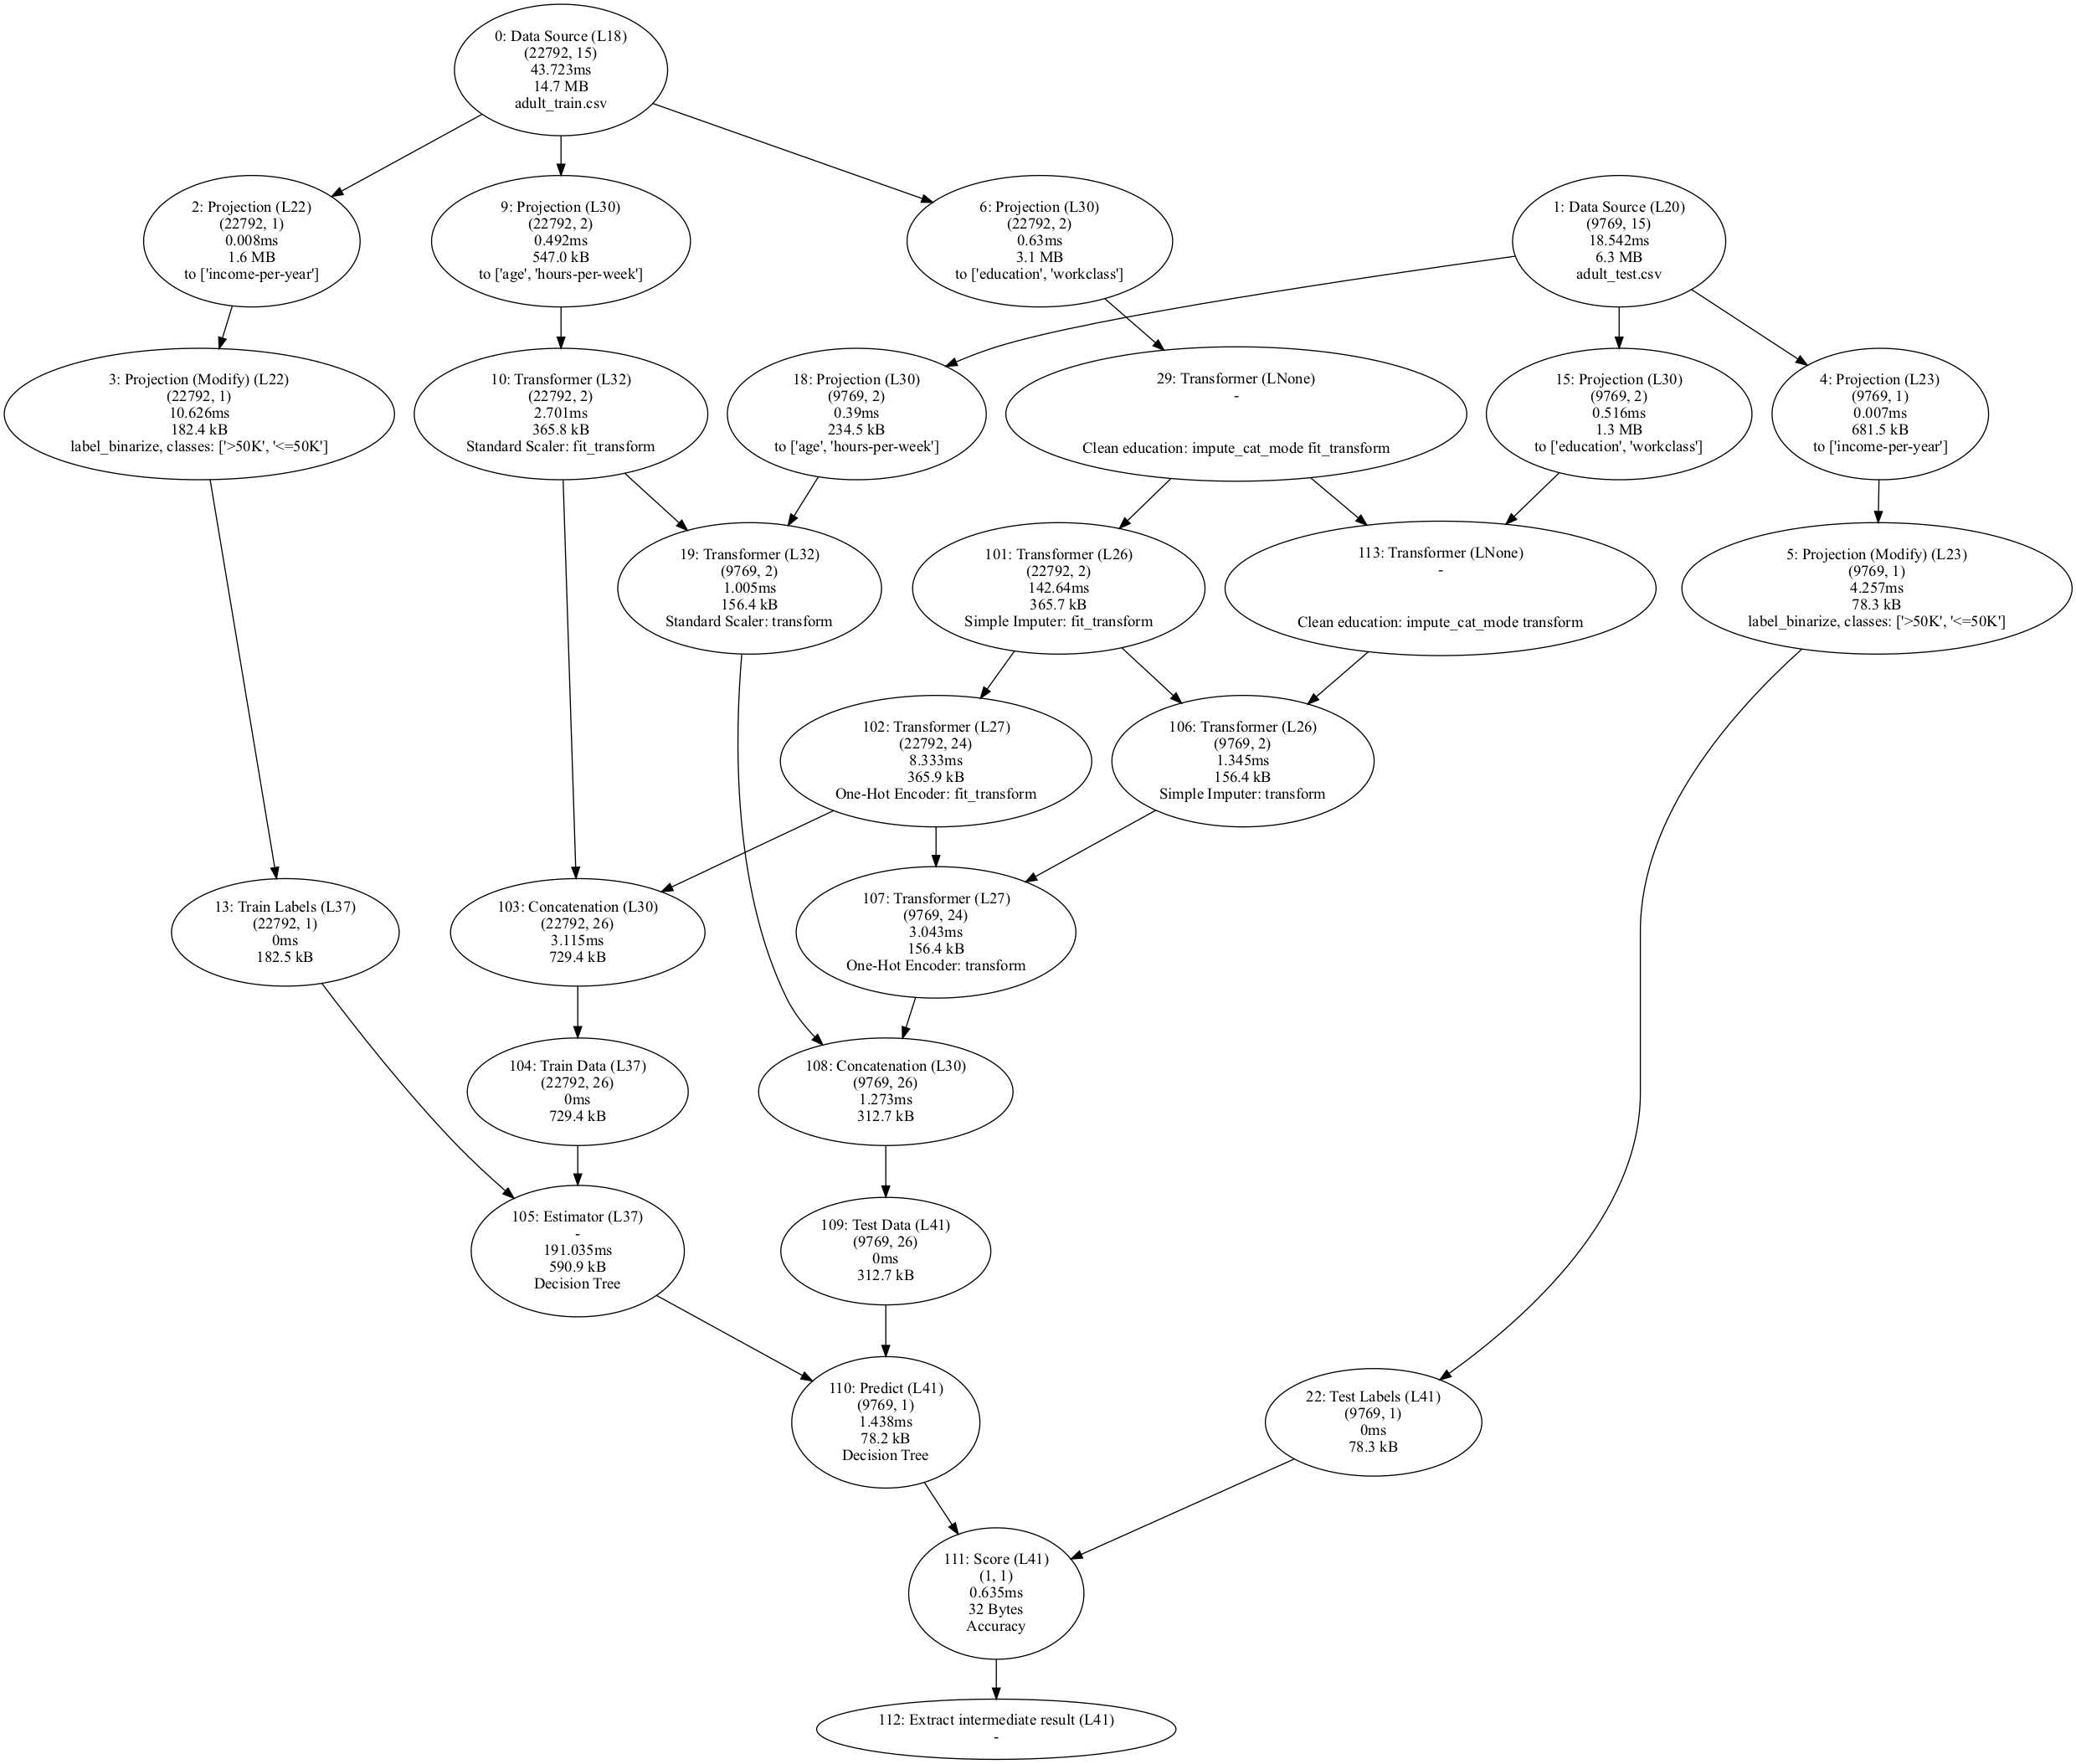 0: Data Source (L18)
(22792, 15)
43.723ms
14.7 MB
adult_train.csv
2: Projection (L22)
(22792, 1)
0.008ms
1.6 MB
to ['income-per-year']
9: Projection (L30)
(22792, 2)
0.492ms
547.0 kB
to ['age', 'hours-per-week']
6: Projection (L30)
(22792, 2)
0.63ms
3.1 MB
to ['education', 'workclass']
1: Data Source (L20)
(9769, 15)
18.542ms
6.3 MB
adult_test.csv
3: Projection (Modify) (L22)
(22792, 1)
10.626ms
182.4 kB
label_binarize, classes: ['>50K', '<=50K']
10: Transformer (L32)
(22792, 2)
2.701ms
365.8 kB
Standard Scaler: fit_transform
18: Projection (L30)
(9769, 2)
0.39ms
234.5 kB
to ['age', 'hours-per-week']
29: Transformer (LNone)
-
Clean education: impute_cat_mode fit_transform
15: Projection (L30)
(9769, 2)
0.516ms
1.3 MB
to ['education', 'workclass']
4: Projection (L23)
(9769, 1)
0.007ms
681.5 kB
to ['income-per-year']
19: Transformer (L32)
(9769, 2)
1.005ms
156.4 kB
Standard Scaler: transform
101: Transformer (L26)
(22792, 2)
142.64ms
365.7 kB
Simple Imputer: fit_transform
113: Transformer (LNone)
-
Clean education: impute_cat_mode transform
5: Projection (Modify) (L23)
(9769, 1)
4.257ms
78.3 kB
label_binarize, classes: ['>50K', '<=50K']
102: Transformer (L27)
(22792, 24)
8.333ms
365.9 kB
One-Hot Encoder: fit_transform
106: Transformer (L26)
(9769, 2)
1.345ms
156.4 kB
Simple Imputer: transform
13: Train Labels (L37)
(22792, 1)
0ms
182.5 kB
103: Concatenation (L30)
(22792, 26)
3.115ms
729.4 kB
107: Transformer (L27)
(9769, 24)
3.043ms
156.4 kB
One-Hot Encoder: transform
104: Train Data (L37)
(22792, 26)
0ms
729.4 kB
108: Concatenation (L30)
(9769, 26)
1.273ms
312.7 kB
105: Estimator (L37)
-
191.035ms
590.9 kB
Decision Tree
109: Test Data (L41)
(9769, 26)
0ms
312.7 kB
110: Predict (L41)
(9769, 1)
1.438ms
78.2 kB
Decision Tree
22: Test Labels (L41)
(9769, 1)
0ms
78.3 kB
111: Score (L41)
(1, 1)
0.635ms
32 Bytes
Accuracy
112: Extract intermediate result (L41)
-